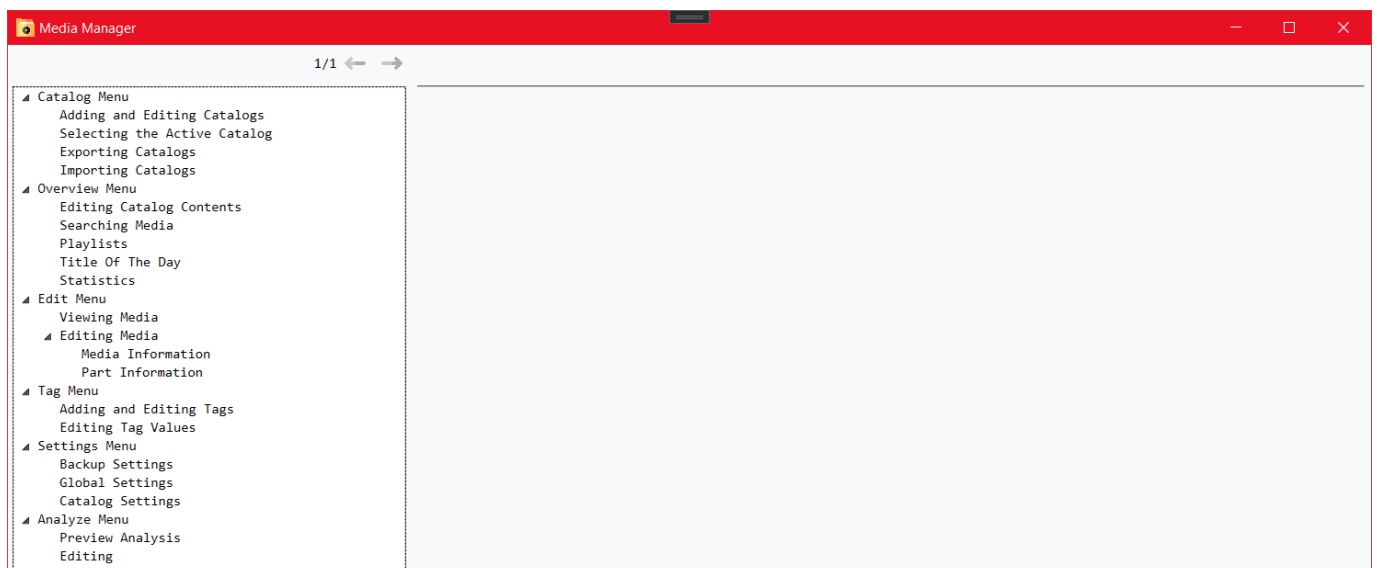 Media Manager
1/1
Catalog Menu
Adding and Editing Catalogs
Selecting the Active Catalog
Exporting Catalogs
Importing Catalogs
Overview Menu
Editing Catalog Contents
Searching Media
Playlists
Title Of The Day
Statistics
Edit Menu
Viewing Media
Editing Media
Media Information
Part Information
Tag Menu
Adding and Editing Tags
Editing Tag Values
Settings Menu
Backup Settings
Global Settings
Catalog Settings
Analyze Menu
Preview Analysis
Editing